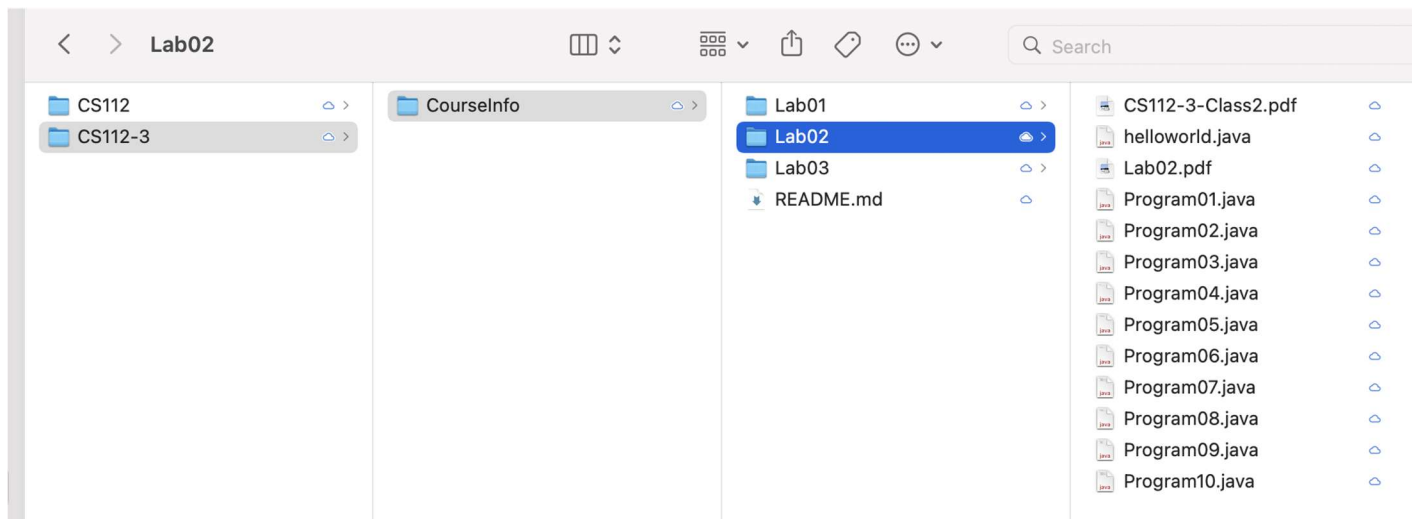 Lab02
Search
CS112
CS112-3
CourseInfo
Lab01
Lab02
Lab03
README.md
CS112-3-Class2.pdf
helloworld.java
Lab02.pdf
Program01.java
Program02.java
Program03.java
Program04.java
Program05.java
Program06.java
Program07.java
Program08.java
Program09.java
Program10.java